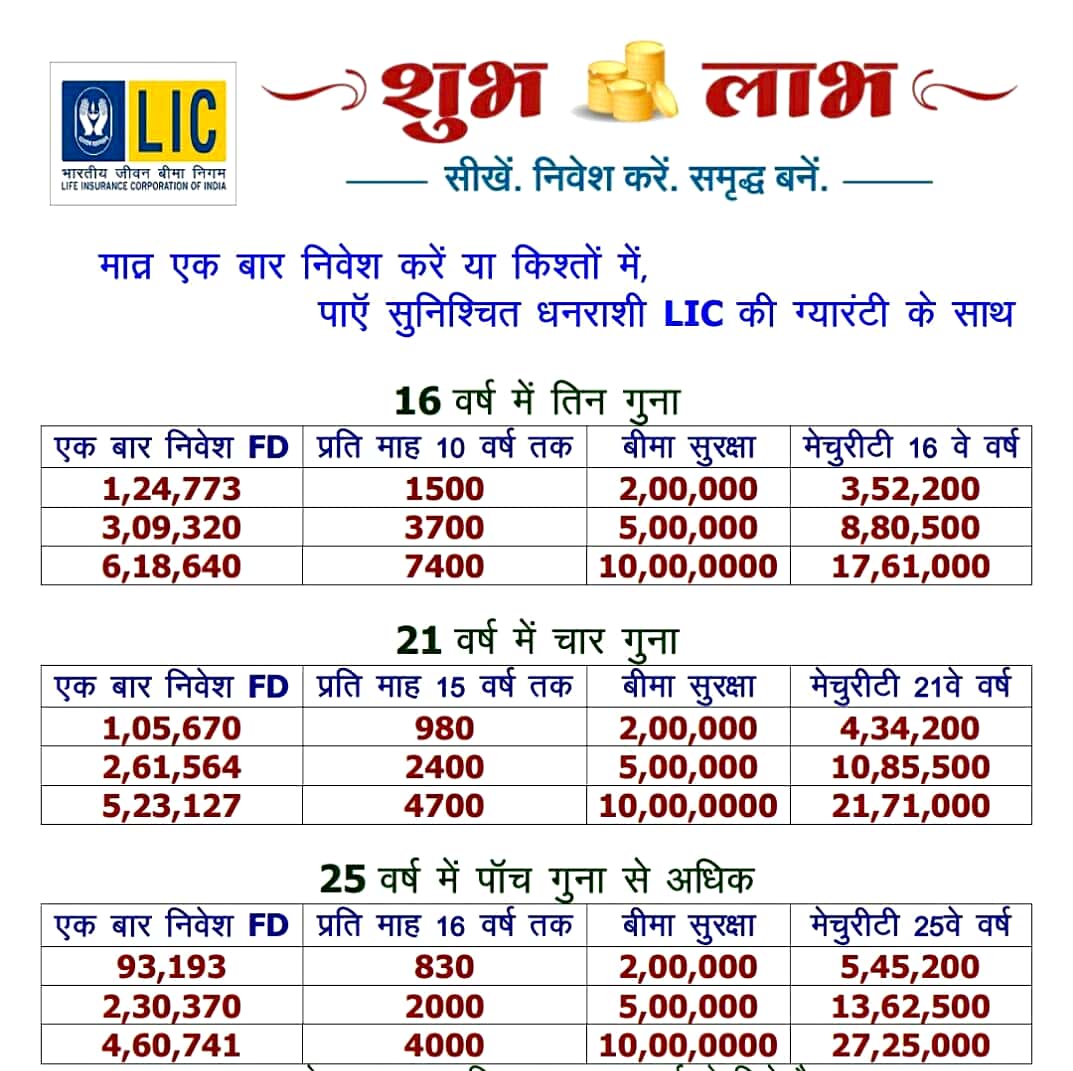 शुभ लाभ
LIC
भारतीय जीवन बीमा निगम
LIFE INSURANCE CORPORATION OF INDIA
सीखें. निवेश करें. समृद्ध बनें.
मात्र एक बार निवेश करें या किश्तों में,
पाऍ सुनिश्चित धनराशी LIC की ग्यारंटी के साथ
16 वर्ष में तिन गुना
एक बार निवेश FD प्रति माह 10 वर्ष तक बीमा सुरक्षा मेचुरीटी 16 वे वर्ष
1,24,773 1500 2,00,000 3,52,200
3,09,320 3700 5,00,000 8,80,500
6,18,640 7400 10,00,0000 17,61,000
21 वर्ष में चार गुना
एक बार निवेश FD प्रति माह 15 वर्ष तक बीमा सुरक्षा मेचुरीटी 21वे वर्ष
1,05,670 980 2,00,000 4,34,200
2,61,564 2400 5,00,000 10,85,500
5,23,127 4700 10,00,0000 21,71,000
25 वर्ष में पॉच गुना से अधिक
एक बार निवेश FD प्रति माह 16 वर्ष तक बीमा सुरक्षा मेचुरीटी 25वे वर्ष
93,193 830 2,00,000 5,45,200
2,30,370 2000 5,00,000 13,62,500
4,60,741 4000 10,00,0000 27,25,000